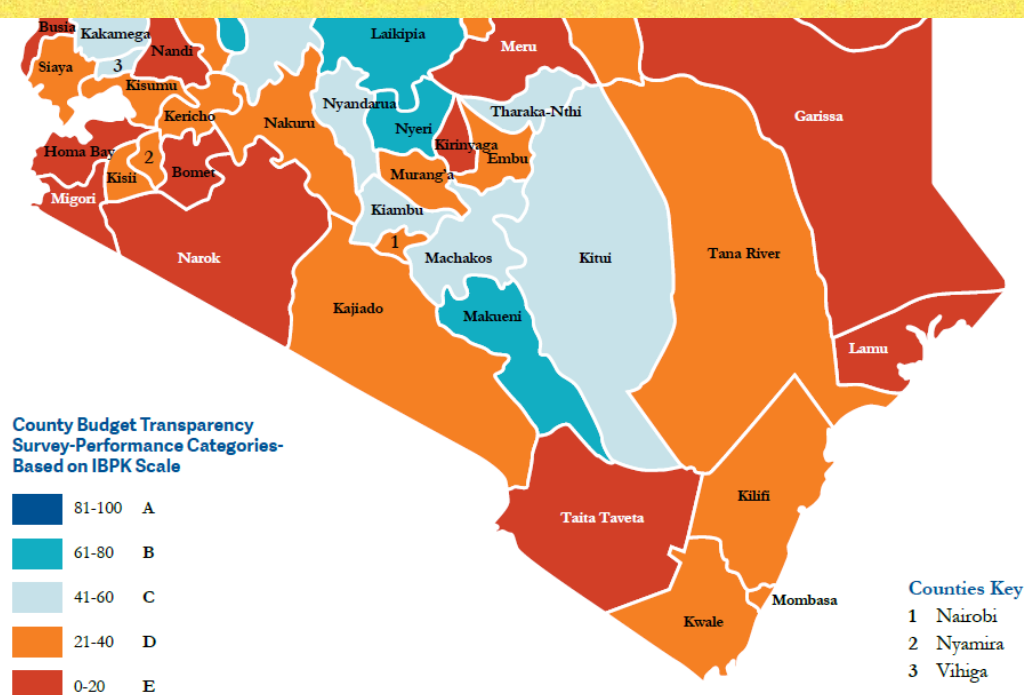 Busia
Kakamega
Laikipia
Nandi
Meru
Siaya
3
Kisumu
Nyandarua
Tharaka-Nthi
Kericho
Nakuru
Nyeri
Garissa
Kirinyaga
Homa Bay
2
Embu
Kisii
Bomet
Murang'a
Migori
Kiambu
1
Narok
Machakos
Kitui
Tana River
Kajiado
Makueni
Lamu
County Budget Transparency
Survey-Performance Categories-
Based on IBPK Scale
81-100 A
61-80 B
41-60 C
21-40 D
0-20 E
Kilifi
Taita Taveta
Mombasa
Kwale
Counties Key
1 Nairobi
2 Nyamira
3 Vihiga